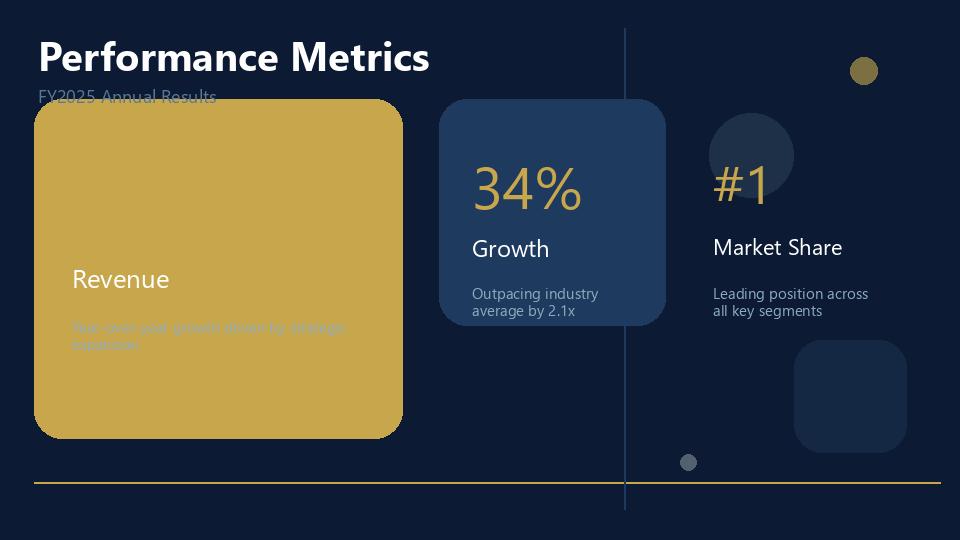 Performance Metrics
FY2025 Annual Results
Revenue
Year-over-year growth driven by strategic
expansion
34%
Growth
Outpacing industry
average by 2.1x
#1
Market Share
Leading position across
all key segments